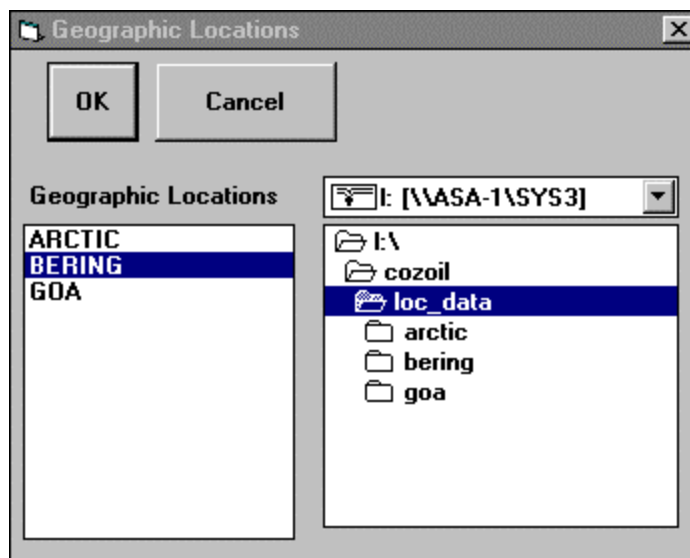 Geographic Locations
OK
Cancel
Geographic Locations
I: [\\ASA-1\SYS3]
ARCTIC
BERING
GOA
I:\
cozoil
loc_data
arctic
bering
goa